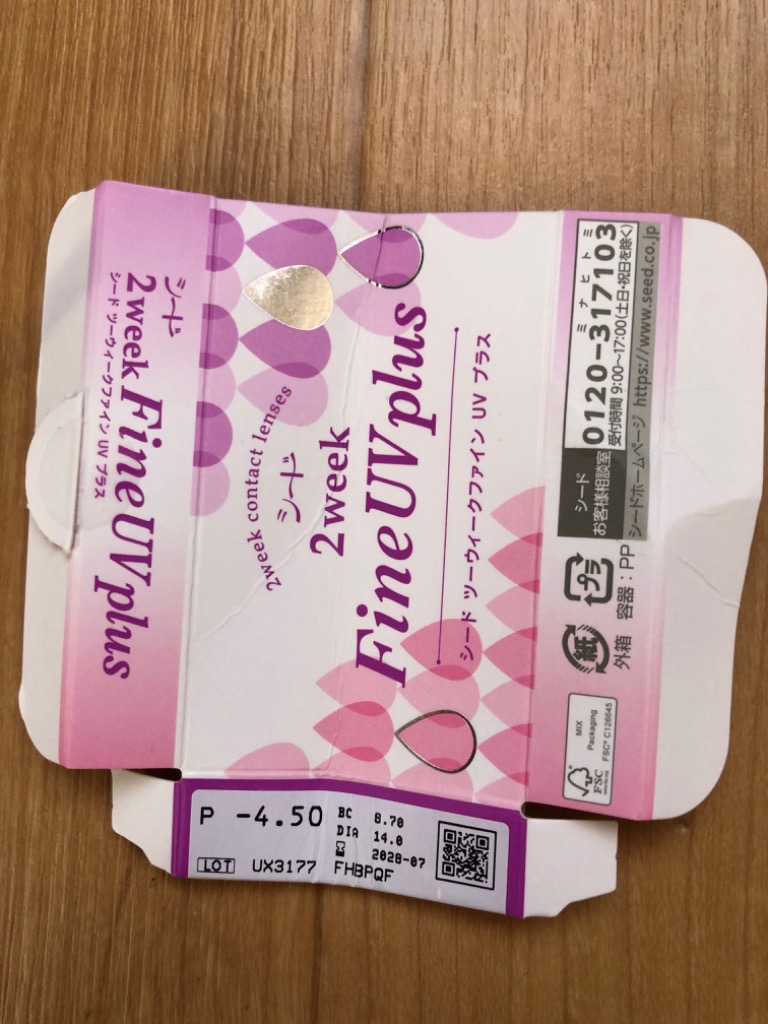 シード
2week Fine UV plus
シード ツーウィークファイン UV プラス
2week contact lenses
シード
2week
Fine UV plus
シード ツーウィークファイン UV プラス
シード
お客様相談室
ミナヒトミ
0120-317103
受付時間 9:00~17:00(土日・祝日を除く)
シードホームページ https://www.seed.co.jp
紙
外箱
プラ
容器:PP
FSC
MIX
Packaging
FSC® C126645
P -4.50
BC 8.70
DIA 14.0
2028-07
LOT UX3177 FHBPQF